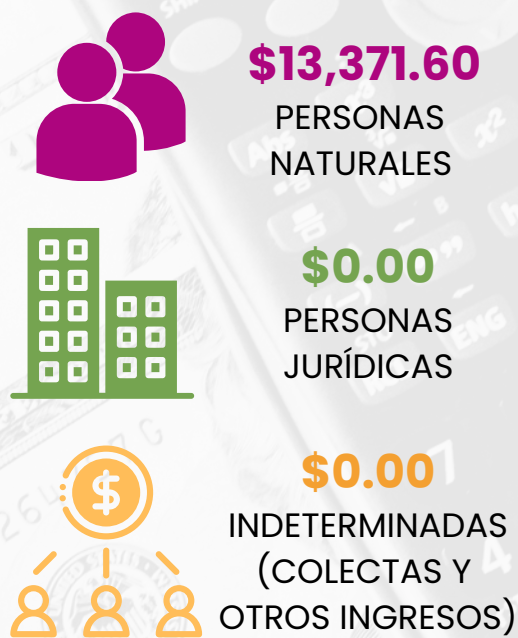 $13,371.60
PERSONAS
NATURALES
$0.00
PERSONAS
JURÍDICAS
$0.00
INDETERMINADAS
(COLECTAS Y
OTROS INGRESOS)